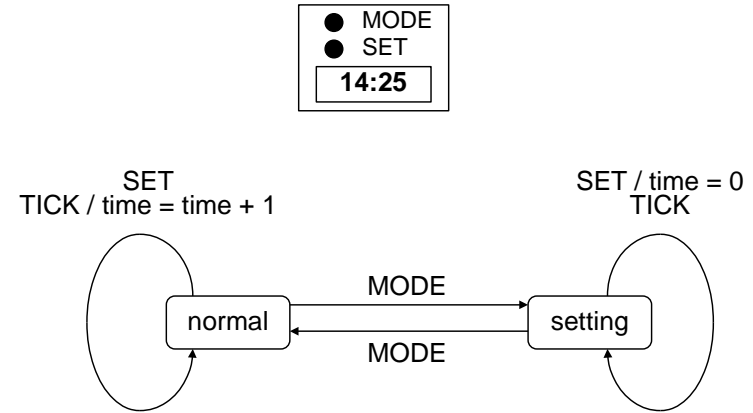 MODE
SET
14:25
SET
TICK / time = time + 1
SET / time = 0
TICK
MODE
normal
setting
MODE